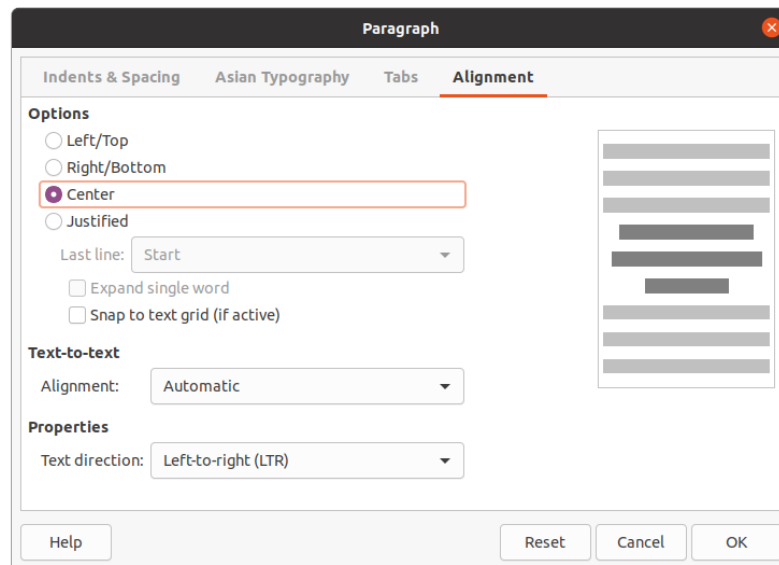 Paragraph
Indents & Spacing Asian Typography Tabs Alignment
Options
Left/Top
Right/Bottom
Center
Justified
Last line: Start
Expand single word
Snap to text grid (if active)
Text-to-text
Alignment: Automatic
Properties
Text direction: Left-to-right (LTR)
Help Reset Cancel OK